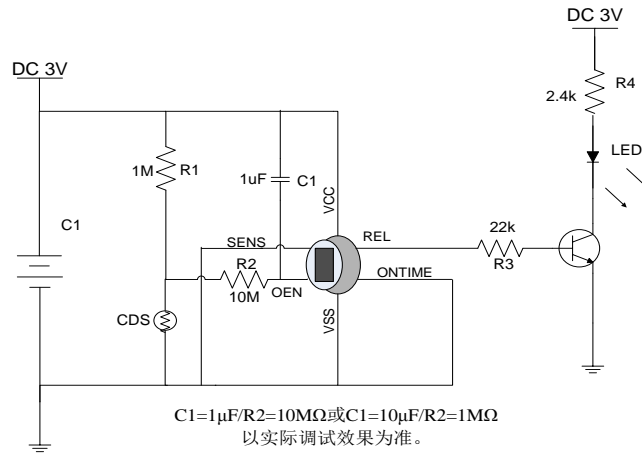 DC 3V
DC 3V
R4
2.4k
LED
1M
R1
1uF
C1
VCC
C1
SENS
REL
22k
R3
R2
10M
OEN
ONTIME
CDS
VSS
C1=1μF/R2=10MΩ或C1=10μF/R2=1MΩ
以实际调试效果为准。